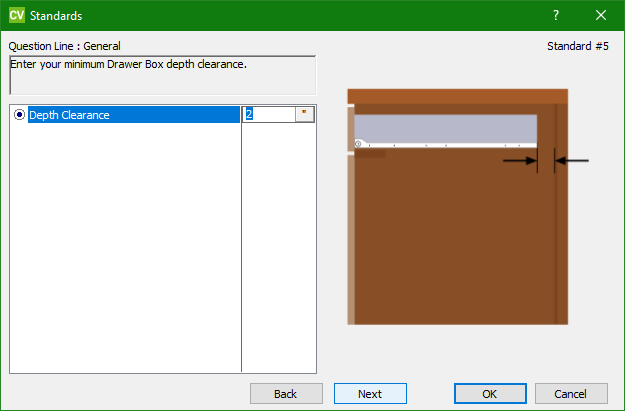 CV Standards ?
Question Line : General Standard #5
Enter your minimum Drawer Box depth clearance.
Depth Clearance 2 "
Back Next OK Cancel